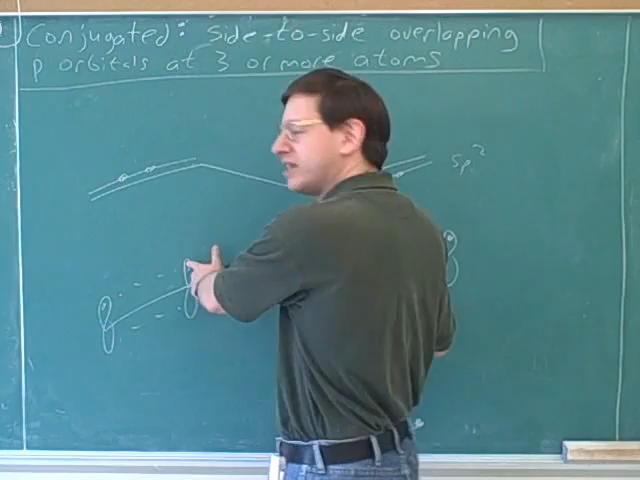 Conjugated: Side-to-side overlapping
p orbitals at 3 or more atoms
sp²